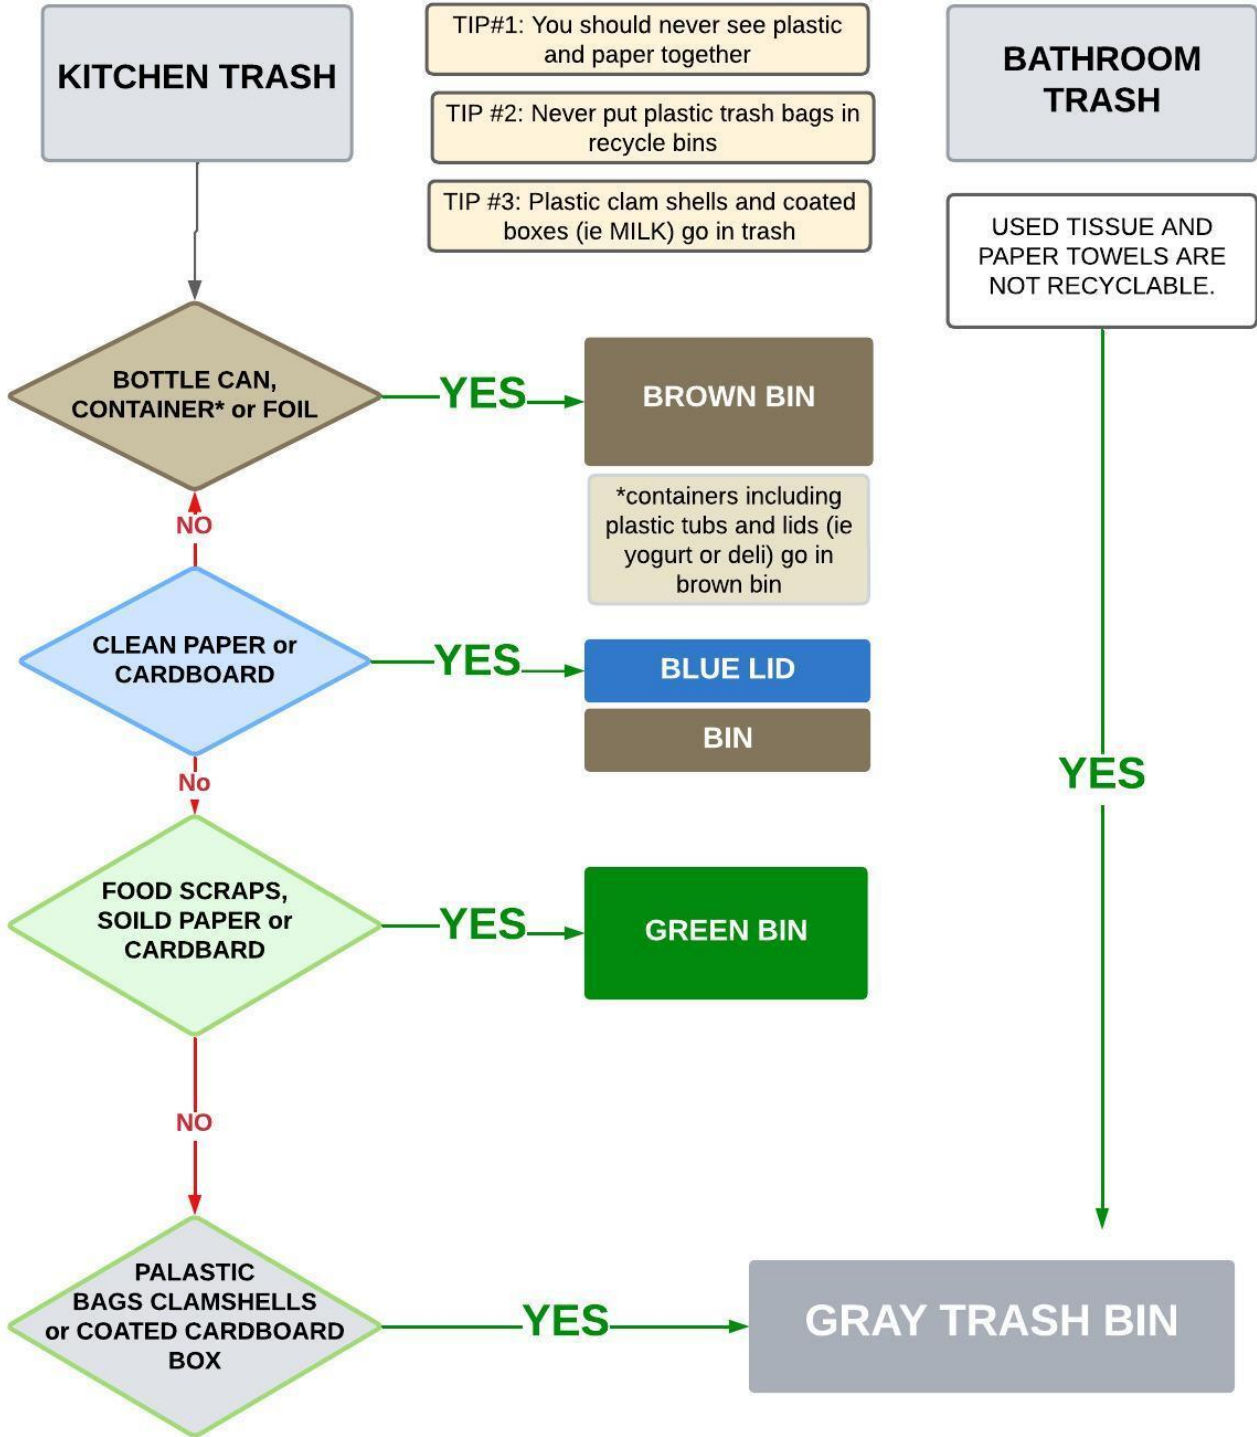 KITCHEN TRASH
TIP#1: You should never see plastic
and paper together
TIP #2: Never put plastic trash bags in
recycle bins
TIP #3: Plastic clam shells and coated
boxes (ie MILK) go in trash
BATHROOM
TRASH
USED TISSUE AND
PAPER TOWELS ARE
NOT RECYCLABLE.
BOTTLE CAN,
CONTAINER* or FOIL
YES
BROWN BIN
*containers including
plastic tubs and lids (ie
yogurt or deli) go in
brown bin
NO
CLEAN PAPER or
CARDBOARD
YES
BLUE LID
BIN
No
YES
FOOD SCRAPS,
SOILD PAPER or
CARDBARD
YES
GREEN BIN
NO
PALASTIC
BAGS CLAMSHELLS
or COATED CARDBOARD
BOX
YES
GRAY TRASH BIN